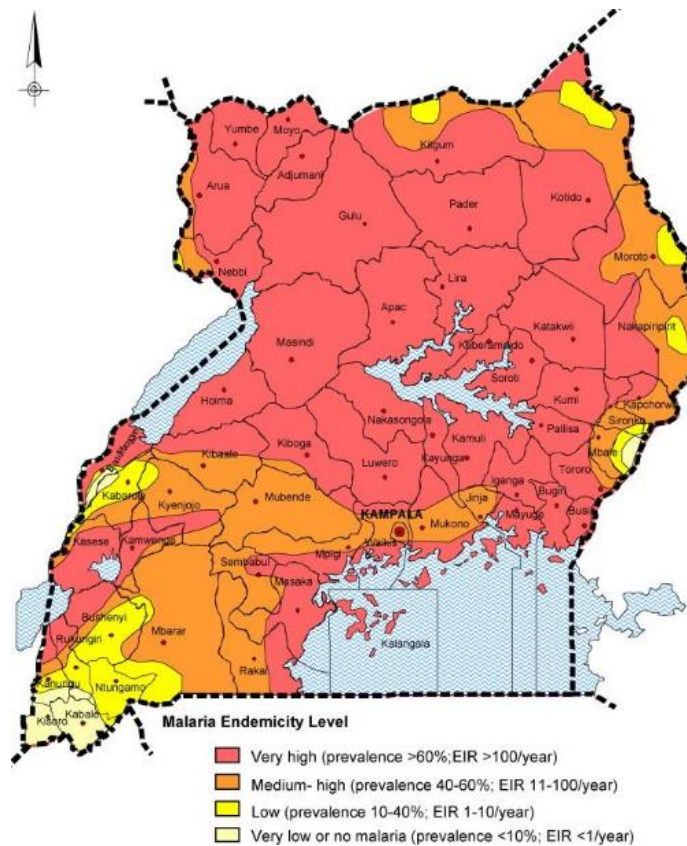 Yumbe
Moyo
Adjumani
Arua
Kitgum
Kotido
Gulu
Pader
Moroto
Nebbi
Lira
Apac
Katakwi
Nakapiripirit
Masindi
Kaberamaido
Soroti
Hoima
Kumi
Kapchorwa
Nakasongola
Sironko
Kiboga
Kamuli
Pallisa
Mbale
Kibaale
Luwero
Kayunga
Tororo
Kabarole
Kyenjojo
Mubende
Iganga
Jinja
Bugiri
KAMPALA
Mukono
Mayuge
Busia
Kasese
Kamwenge
Wakiso
Mpigi
Sembabul
Masaka
Bushenyi
Mbarar
Kalangala
Rukungiri
Rakai
Kanungu
Ntungamo
Kabale
Kisoro
Malaria Endemicity Level
Very high (prevalence >60%;EIR >100/year)
Medium- high (prevalence 40-60%; EIR 11-100/year)
Low (prevalence 10-40%; EIR 1-10/year)
Very low or no malaria (prevalence <10%; EIR <1/year)